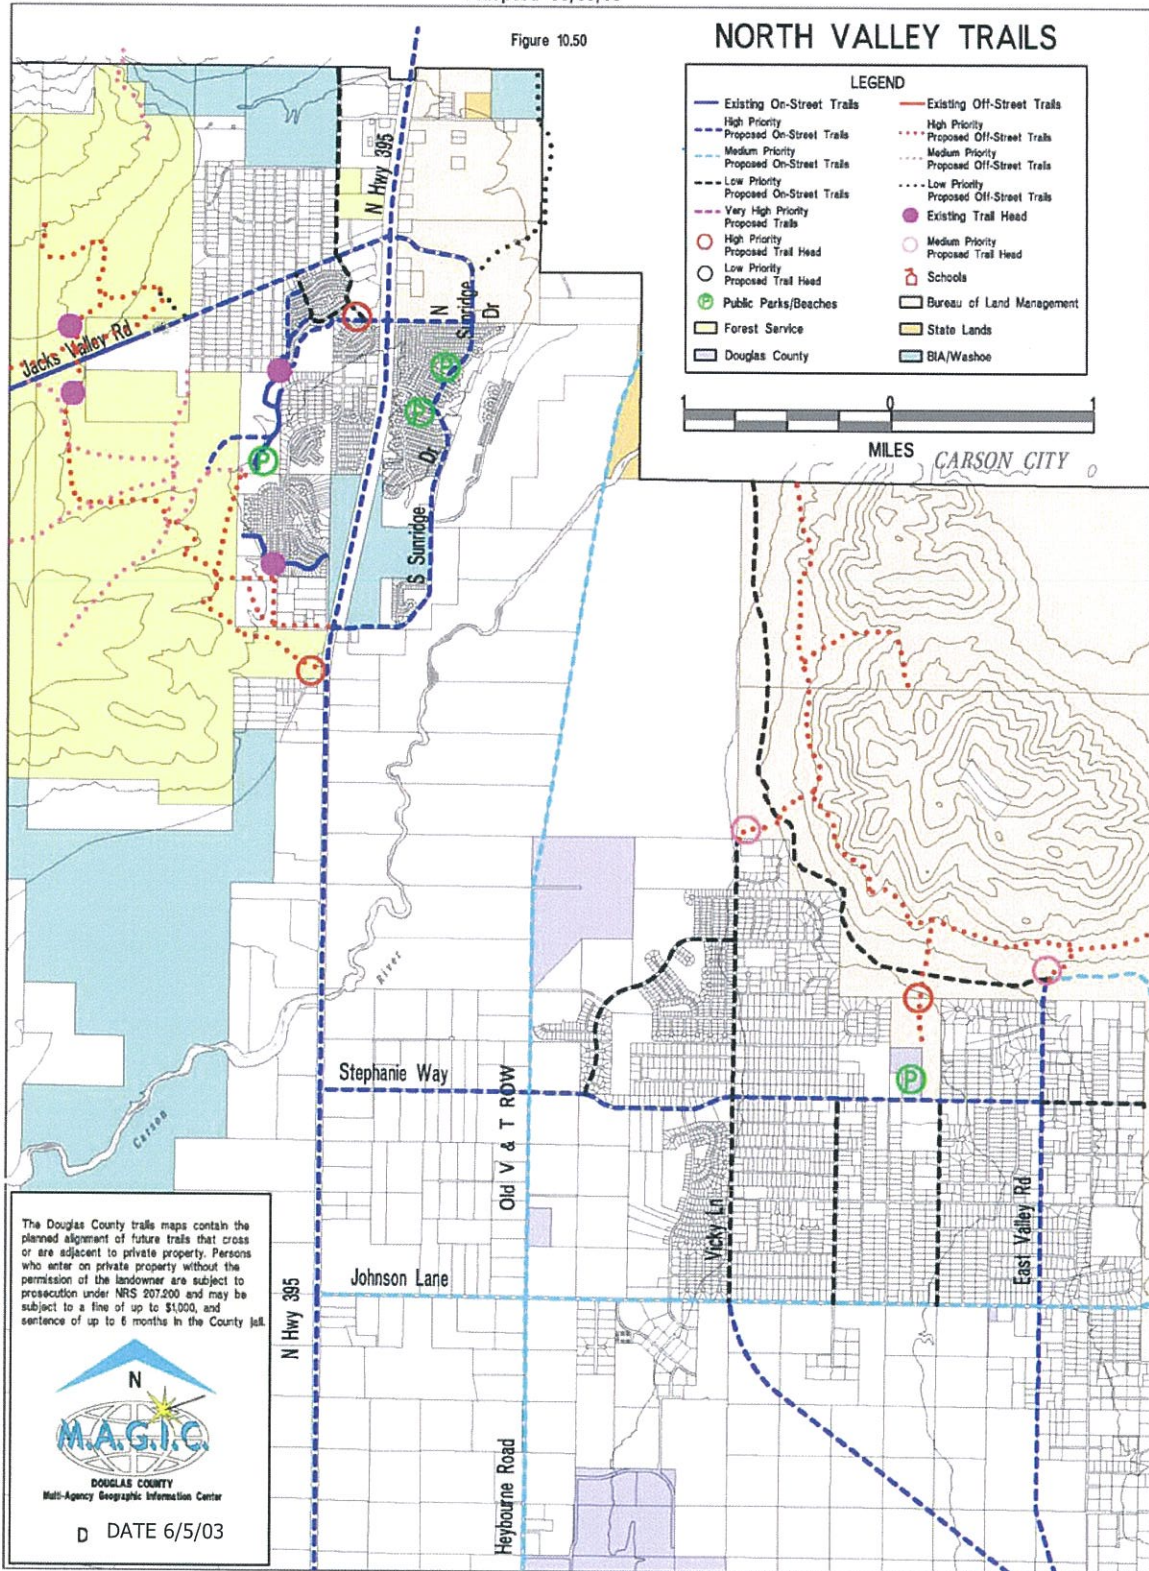 Figure 10.50
NORTH VALLEY TRAILS
LEGEND
Existing On-Street Trails
High Priority
Proposed On-Street Trails
Medium Priority
Proposed On-Street Trails
Low Priority
Proposed On-Street Trails
Very High Priority
Proposed Trails
High Priority
Proposed Trail Head
Low Priority
Proposed Trail Head
P Public Parks/Beaches
Forest Service
Douglas County
Existing Off-Street Trails
High Priority
Proposed Off-Street Trails
Medium Priority
Proposed Off-Street Trails
Low Priority
Proposed Off-Street Trails
Existing Trail Head
Medium Priority
Proposed Trail Head
Schools
Bureau of Land Management
State Lands
BIA/Washoe
1 0 1
MILES
CARSON CITY
N Hwy 395
N
Sunridge
Dr
Jacks Valley Rd
P
P
P
S Sunridge Dr
River
Carson
Stephanie Way
Old V & T ROW
P
Vicky Ln
East Valley Rd
Johnson Lane
N Hwy 395
Heybourne Road
The Douglas County trails maps contain the
planned alignment of future trails that cross
or are adjacent to private property. Persons
who enter on private property without the
permission of the landowner are subject to
prosecution under NRS 207.200 and may be
subject to a fine of up to $1,000, and
sentence of up to 6 months in the County jail.
N
M.A.G.I.C.
DOUGLAS COUNTY
Multi-Agency Geographic Information Center
D DATE 6/5/03